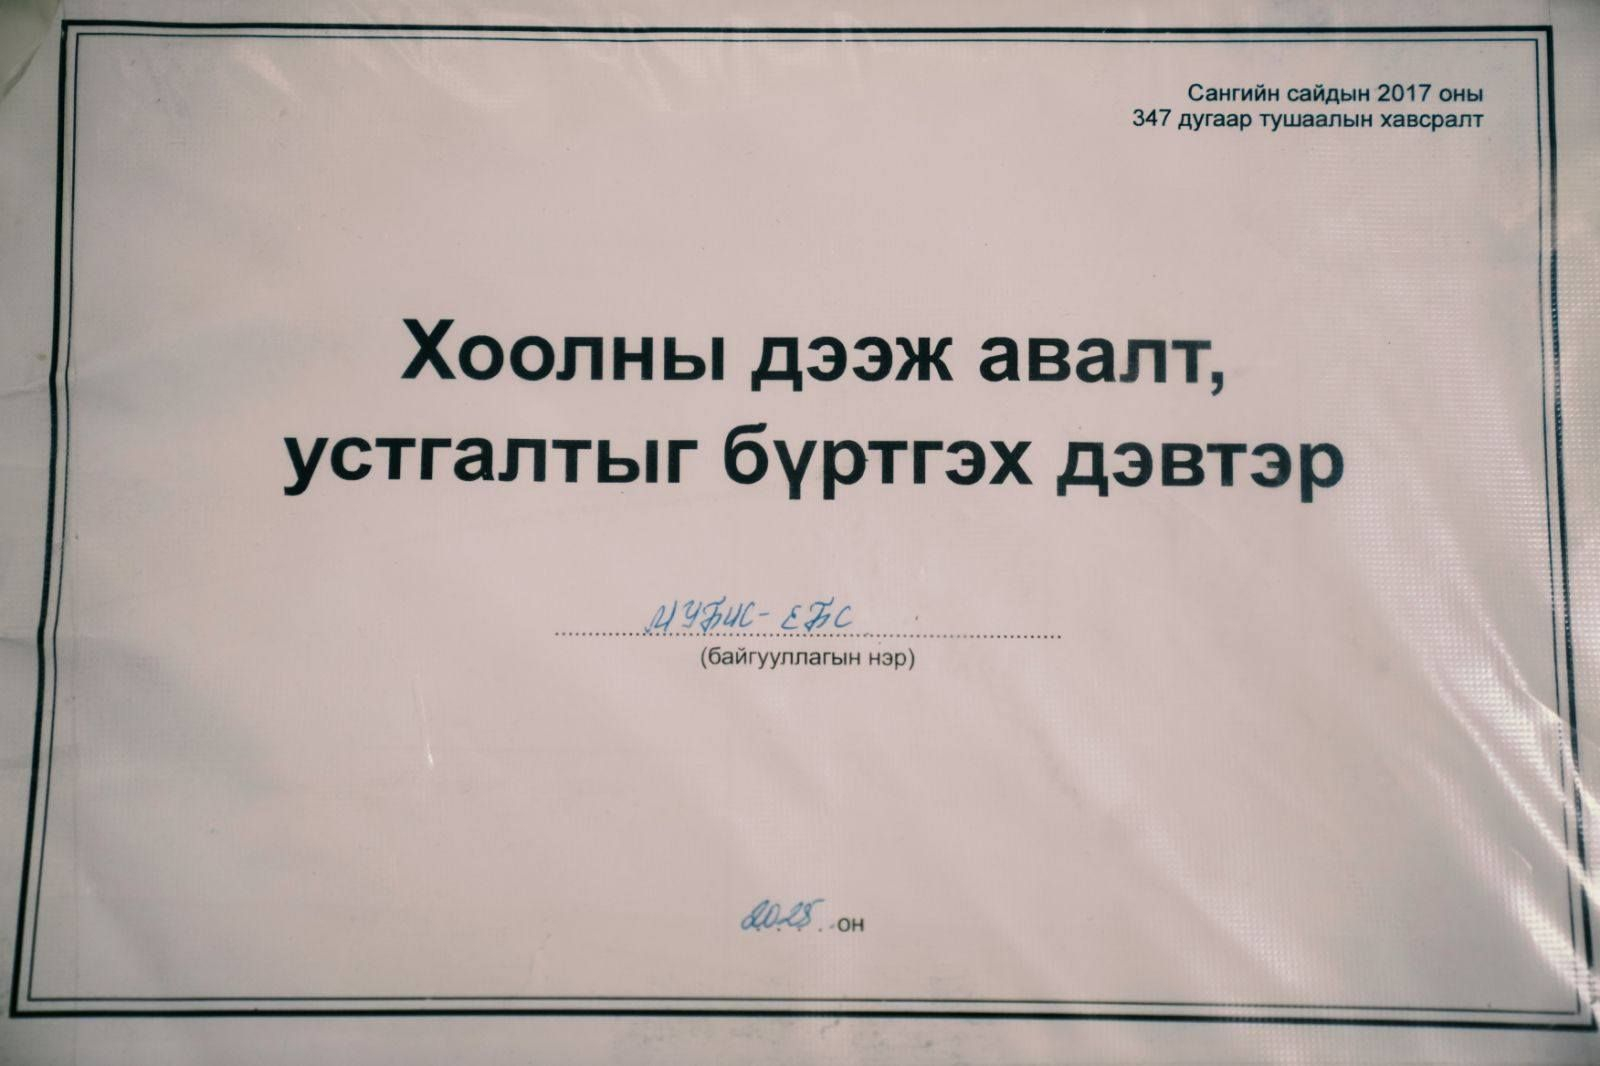 Сангийн сайдын 2017 оны
347 дугаар тушаалын хавсралт
Хоолны дээж авалт,
устгалтыг бүртгэх дэвтэр
МУБИС-ЕБС
(байгууллагын нэр)
2025 он